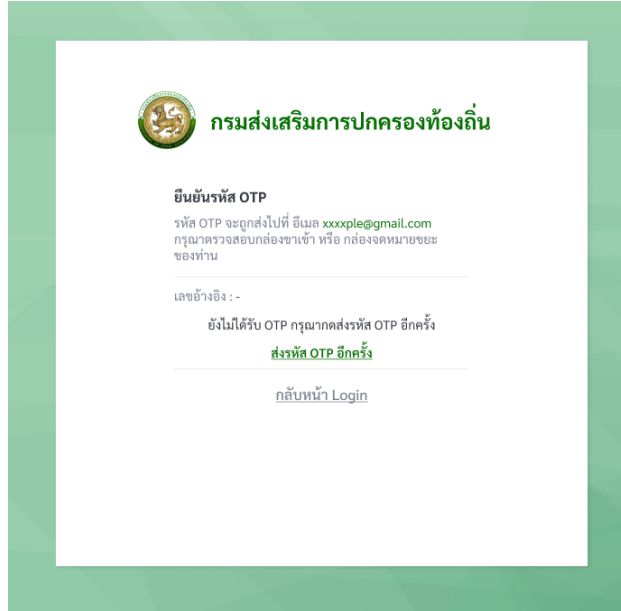 กรมส่งเสริมการปกครองท้องถิ่น
ยืนยันรหัส OTP
รหัส OTP จะถูกส่งไปที่ อีเมล xxxxple@gmail.com
กรุณาตรวจสอบกล่องขาเข้า หรือ กล่องจดหมายขยะ
ของท่าน
เลขอ้างอิง : -
ยังไม่ได้รับ OTP กรุณากดส่งรหัส OTP อีกครั้ง
ส่งรหัส OTP อีกครั้ง
กลับหน้า Login